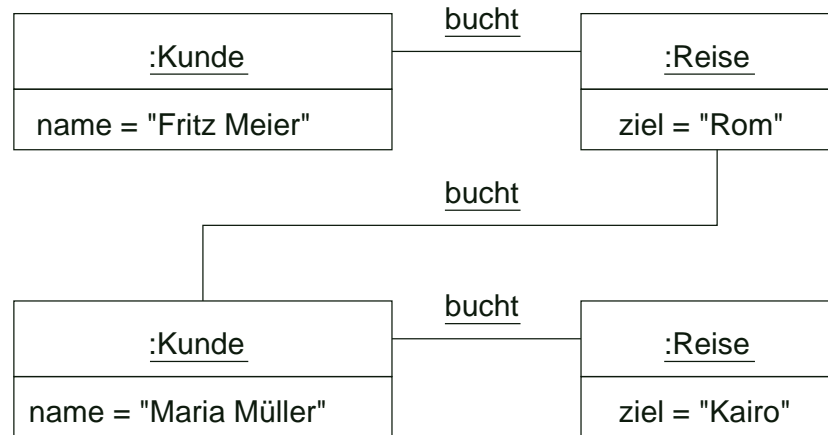 bucht
:Kunde
:Reise
name = "Fritz Meier"
ziel = "Rom"
bucht
bucht
:Kunde
:Reise
name = "Maria Müller"
ziel = "Kairo"